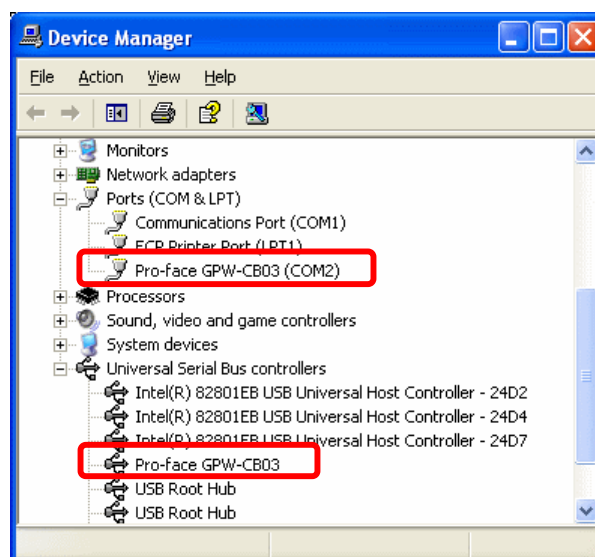 Device Manager
File Action View Help
Monitors
Network adapters
Ports (COM & LPT)
Communications Port (COM1)
ECP Printer Port (LPT1)
Pro-face GPW-CB03 (COM2)
Processors
Sound, video and game controllers
System devices
Universal Serial Bus controllers
Intel(R) 82801EB USB Universal Host Controller - 24D2
Intel(R) 82801EB USB Universal Host Controller - 24D4
Intel(R) 82801EB USB Universal Host Controller - 24D7
Pro-face GPW-CB03
USB Root Hub
USB Root Hub